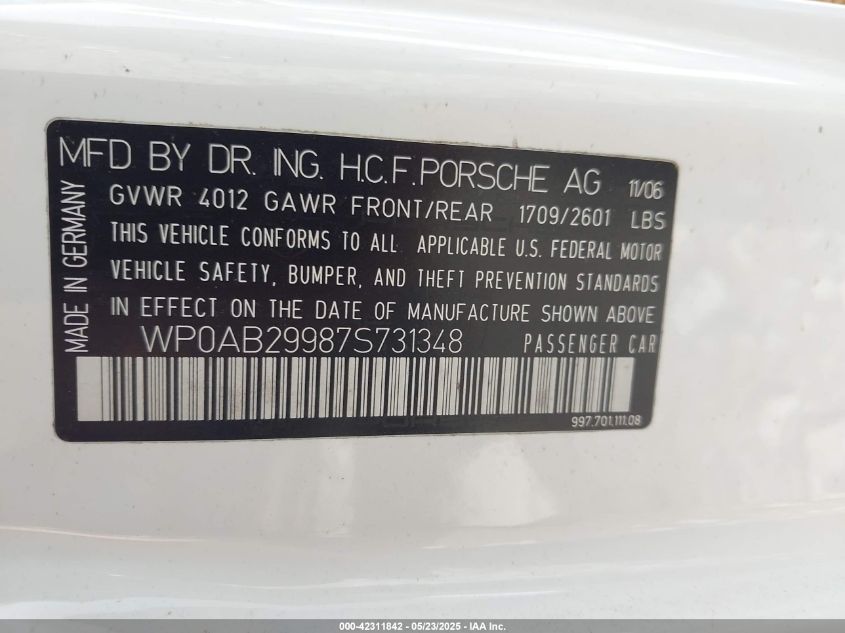 MFD BY DR. ING. H.C.F.PORSCHE AG 11/06
GVWR 4012 GAWR FRONT/REAR 1709/2601 LBS
THIS VEHICLE CONFORMS TO ALL APPLICABLE U.S. FEDERAL MOTOR
VEHICLE SAFETY, BUMPER, AND THEFT PREVENTION STANDARDS
IN EFFECT ON THE DATE OF MANUFACTURE SHOWN ABOVE
WP0AB29987S731348 PASSENGER CAR
997.701.111.08
MADE IN GERMANY
000-42311842 - 05/23/2025 - IAA Inc.